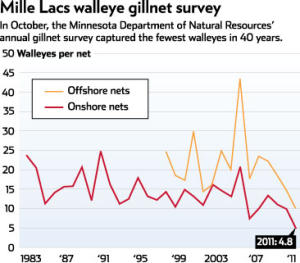 Mille Lacs walleye gillnet survey
In October, the Minnesota Department of Natural Resources'
annual gillnet survey captured the fewest walleyes in 40 years.
50 Walleyes per net
45
Offshore nets
40
Onshore nets
35
30
25
20
15
10
5
2011: 4.8
0
1983 '87 '91 '95 '99 2003 '07 '11